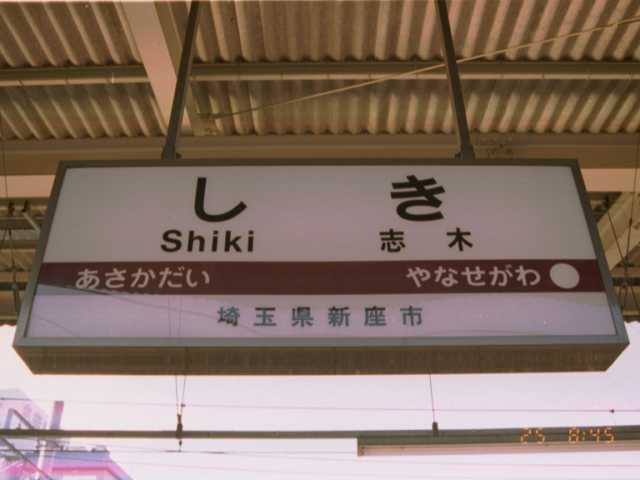 しき
Shiki 志木
あさかだい やなせがわ
埼玉県新座市
25 8:45